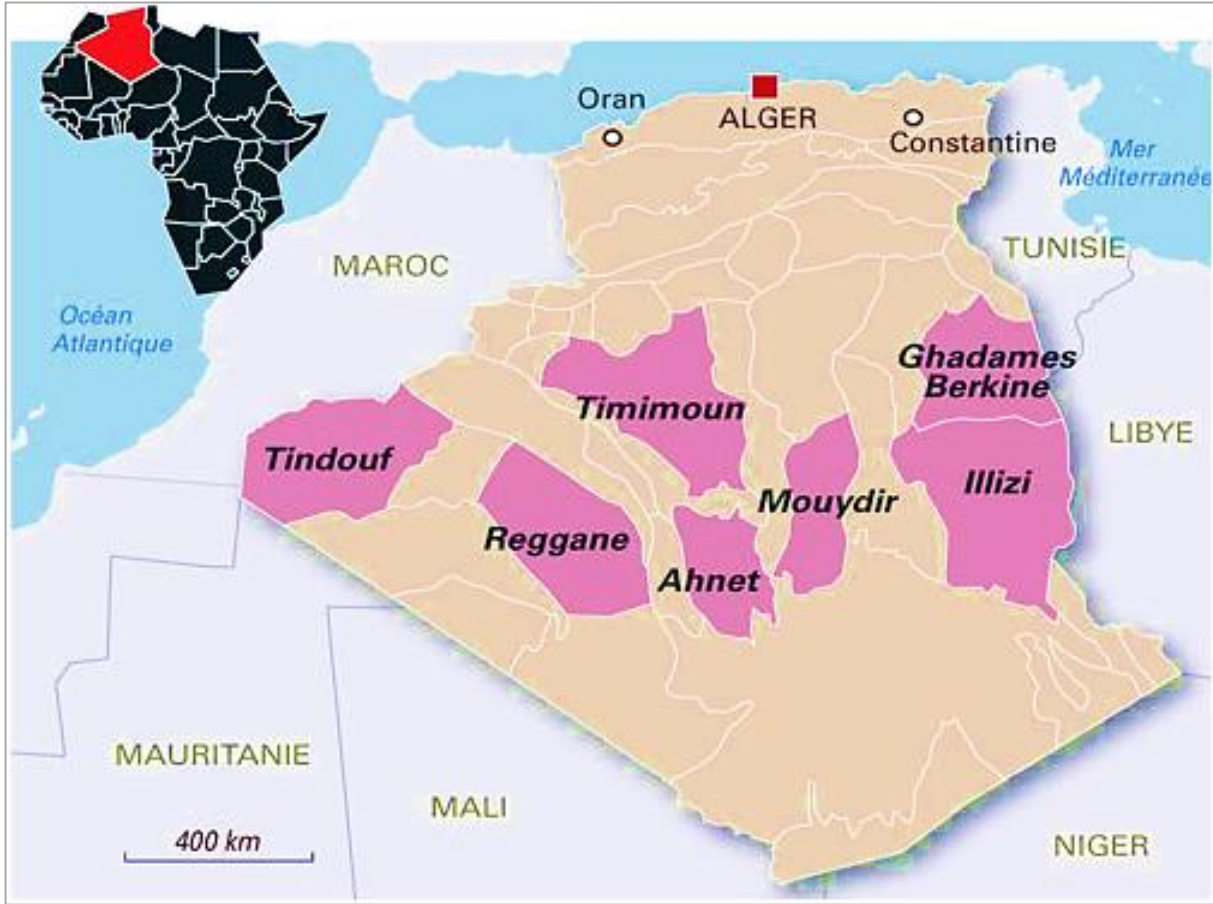 Oran
ALGER
Constantine
Mer
Méditerranée
MAROC
TUNISIE
Océan
Atlantique
Ghadames
Berkine
Timimoun
LIBYE
Tindouf
Illizi
Mouydir
Reggane
Ahnet
MAURITANIE
MALI
400 km
NIGER